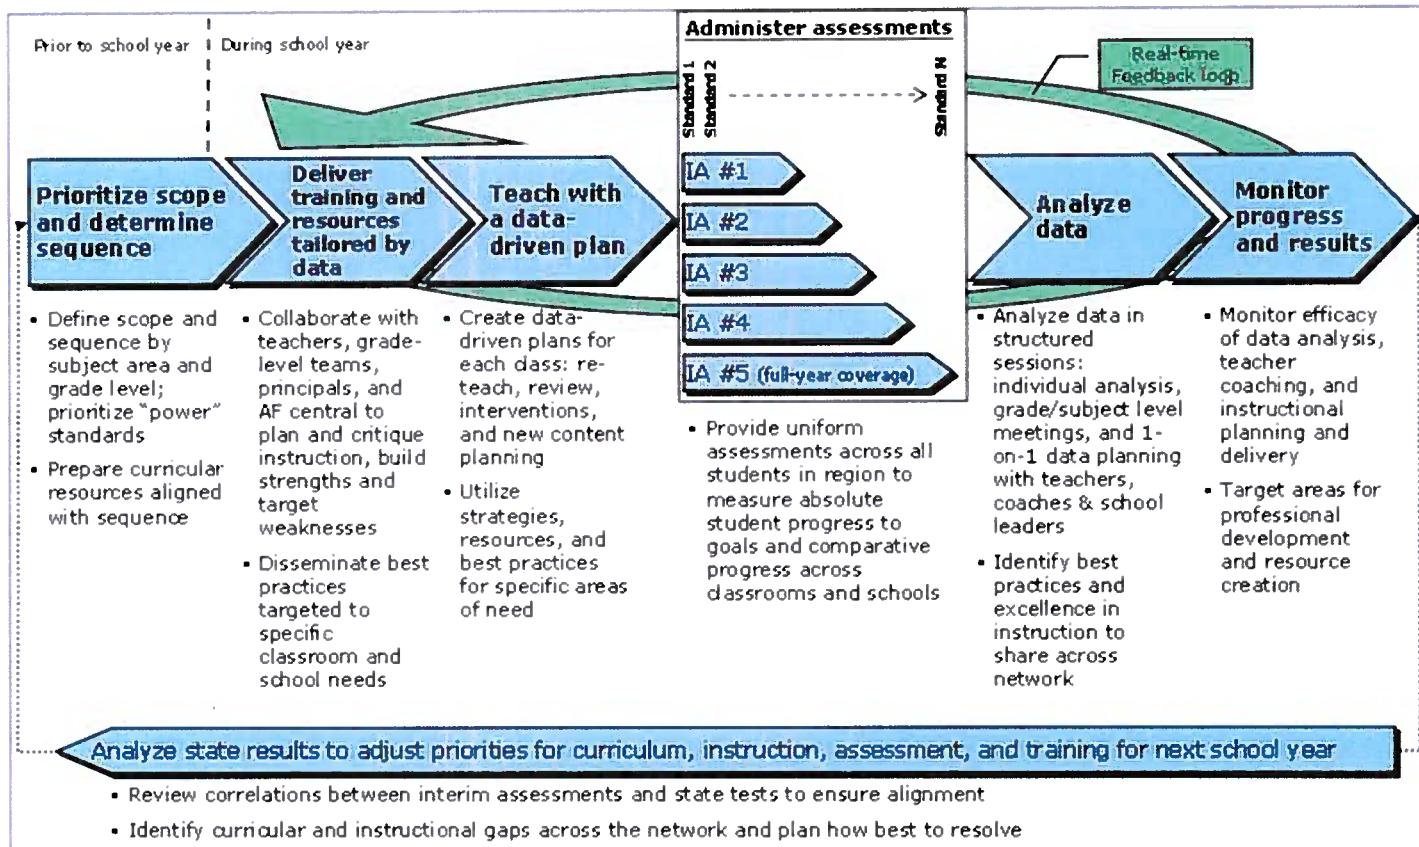 Prior to school year
During school year
Administer assessments
Standard 1
Standard 2
Standard N
Real-time
Feedback loop
Prioritize scope
and determine
sequence
Deliver
training and
resources
tailored by
data
Teach with
a data-
driven plan
IA #1
IA #2
IA #3
IA #4
IA #5 (full-year coverage)
Analyze
data
Monitor
progress
and results
▪ Define scope and
sequence by
subject area and
grade level;
prioritize "power"
standards
▪ Prepare curricular
resources aligned
with sequence
▪ Collaborate with
teachers, grade-
level teams,
principals, and
AF central to
plan and critique
instruction, build
strengths and
target
weaknesses
▪ Disseminate best
practices
targeted to
specific
classroom and
school needs
▪ Create data-
driven plans for
each class: re-
teach, review,
interventions,
and new content
planning
▪ Utilize
strategies,
resources, and
best practices
for specific areas
of need
▪ Provide uniform
assessments across all
students in region to
measure absolute
student progress to
goals and comparative
progress across
classrooms and schools
▪ Analyze data in
structured
sessions:
individual analysis,
grade/subject level
meetings, and 1-
on-1 data planning
with teachers,
coaches & school
leaders
▪ Identify best
practices and
excellence in
instruction to
share across
network
▪ Monitor efficacy
of data analysis,
teacher
coaching, and
instructional
planning and
delivery
▪ Target areas for
professional
development
and resource
creation
Analyze state results to adjust priorities for curriculum, instruction, assessment, and training for next school year
▪ Review correlations between interim assessments and state tests to ensure alignment
▪ Identify curricular and instructional gaps across the network and plan how best to resolve